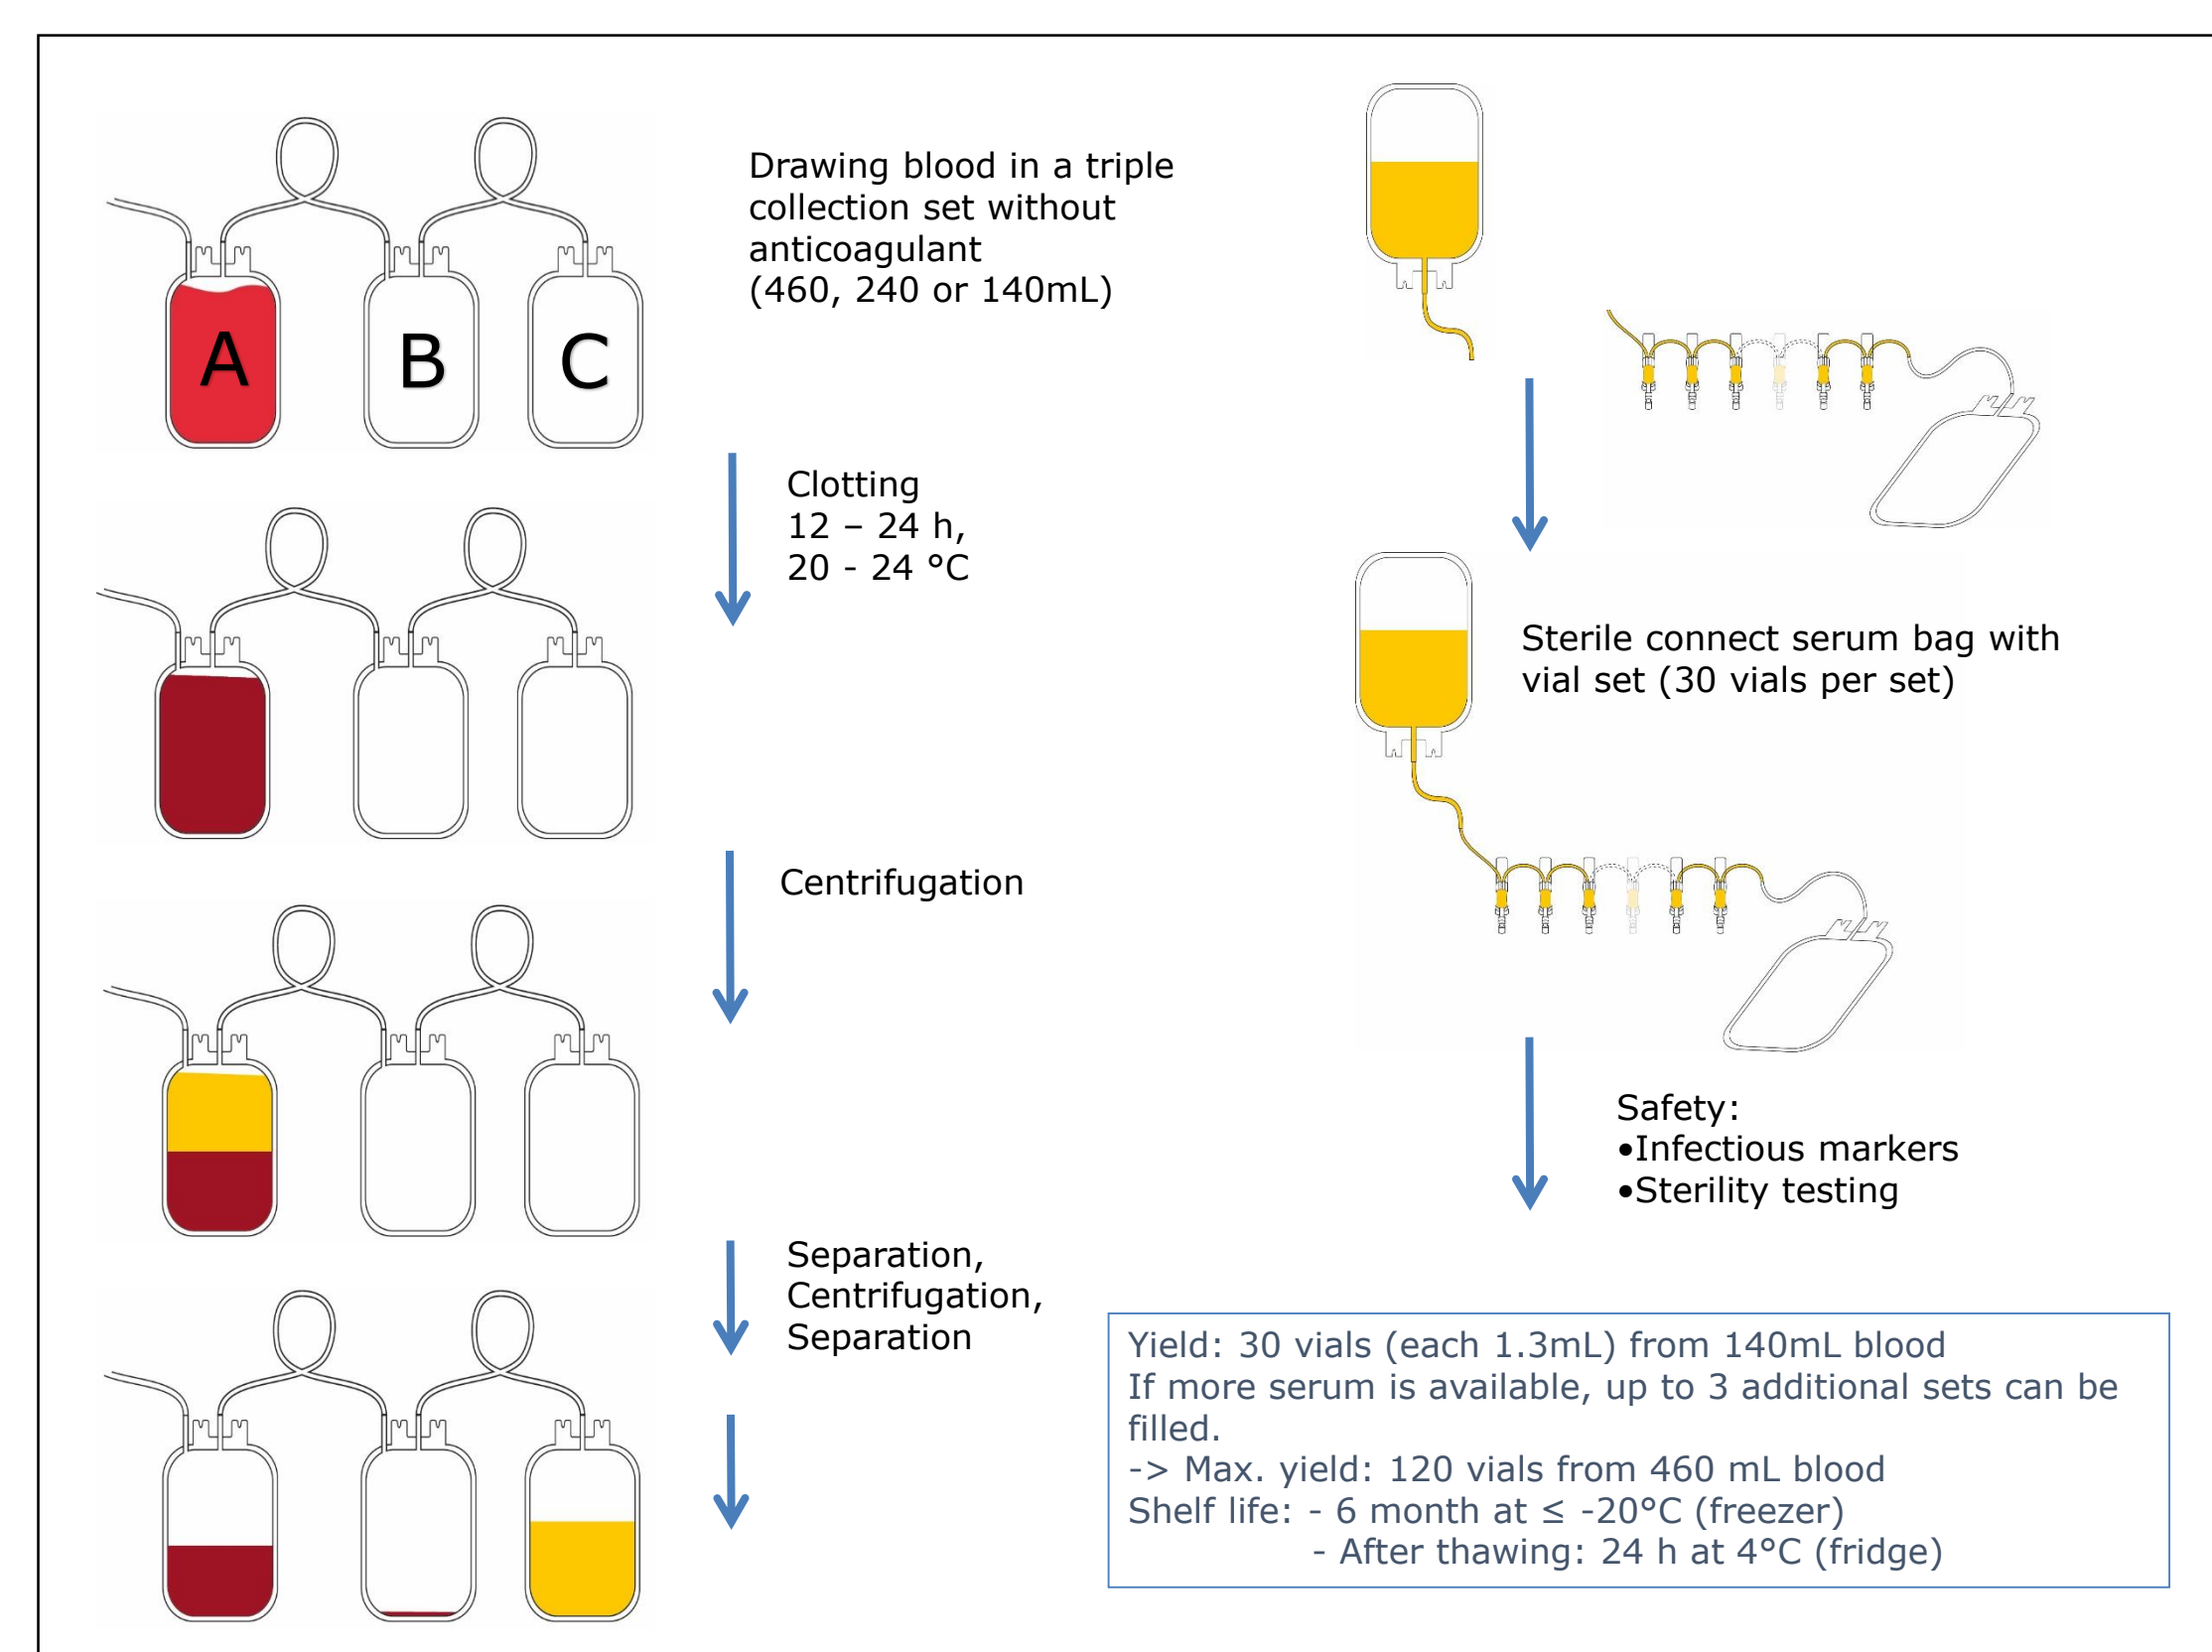 A
B
C
Drawing blood in a triple
collection set without
anticoagulant
(460, 240 or 140mL)
Clotting
12 – 24 h,
20 - 24 °C
Centrifugation
Separation,
Centrifugation,
Separation
Sterile connect serum bag with
vial set (30 vials per set)
Safety:
•Infectious markers
•Sterility testing
Yield: 30 vials (each 1.3mL) from 140mL blood
If more serum is available, up to 3 additional sets can be
filled.
-> Max. yield: 120 vials from 460 mL blood
Shelf life: - 6 month at ≤ -20°C (freezer)
- After thawing: 24 h at 4°C (fridge)